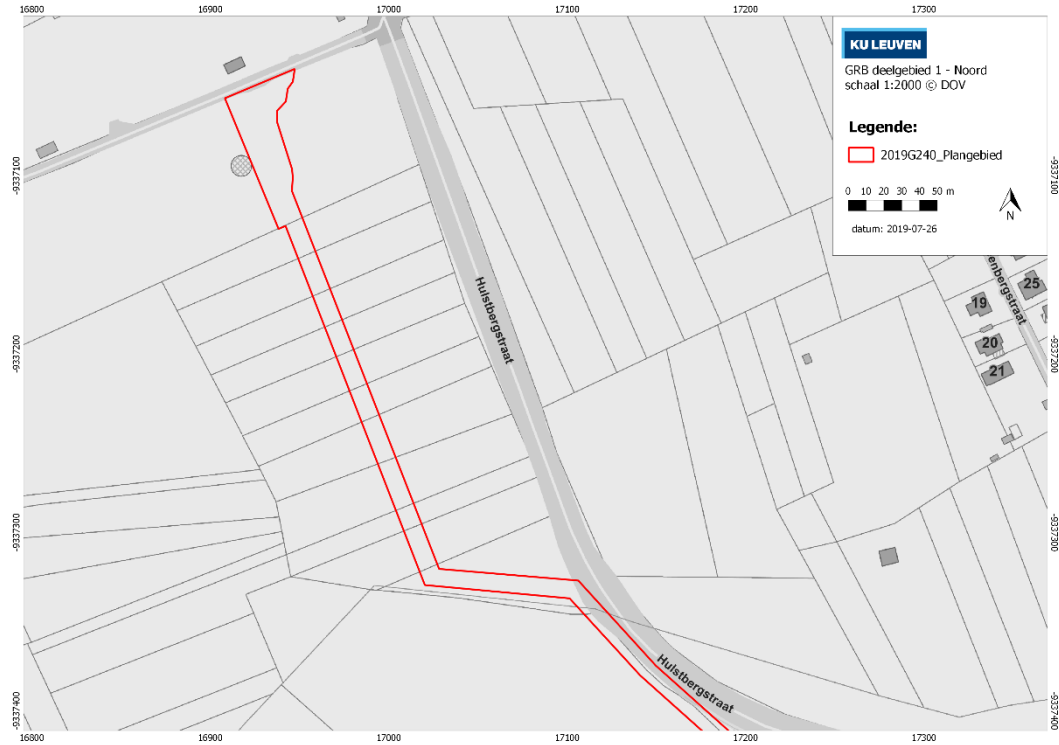 16800 16900 17000 17100 17200 17300
KU LEUVEN
GRB deelgebied 1 - Noord
schaal 1:2000 © DOV
Legende:
2019G240_Plangebied
0 10 20 30 40 50 m
N
datum: 2019-07-26
-9337100
-9337100
Hulstbergstraat
enbergstraat
25
19
20
21
-9337200
-9337200
-9337300
-9337300
Hulstbergstraat
-9337400
-9337400
16800 16900 17000 17100 17200 17300